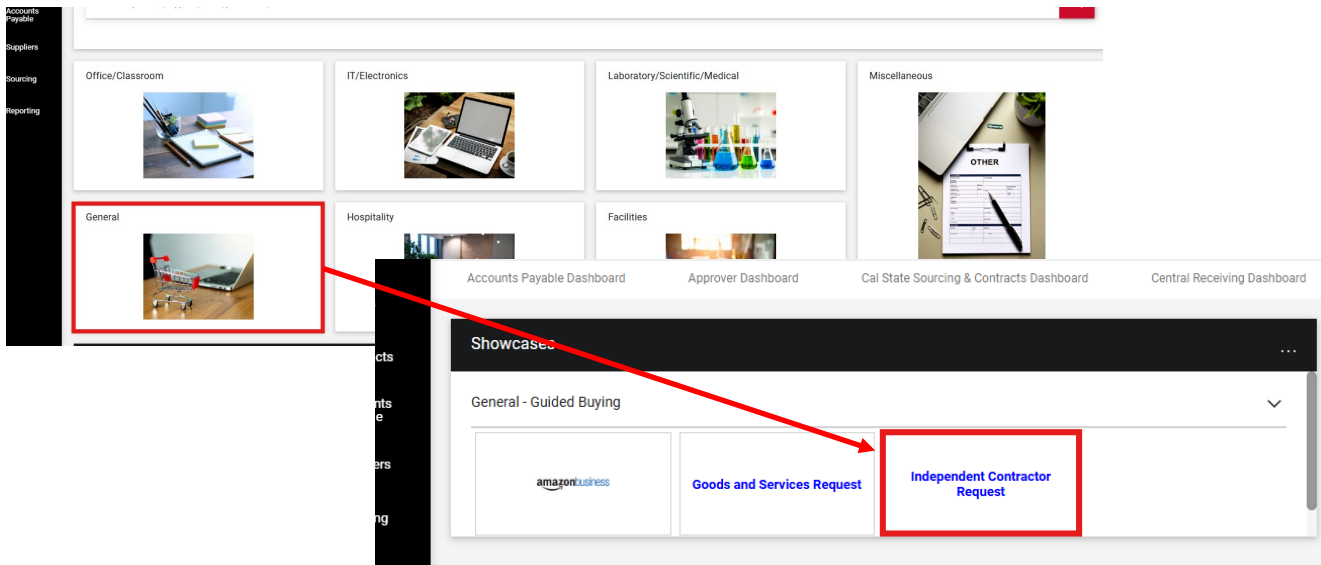 Accounts
Payable
Suppliers
Sourcing
Reporting
Office/Classroom
IT/Electronics
Laboratory/Scientific/Medical
Miscellaneous
OTHER
General
Hospitality
Facilities
Accounts Payable Dashboard
Approver Dashboard
Cal State Sourcing & Contracts Dashboard
Central Receiving Dashboard
cts
nts
e
ers
ng
Showcases
...
General - Guided Buying
amazonbusiness
Goods and Services Request
Independent Contractor
Request